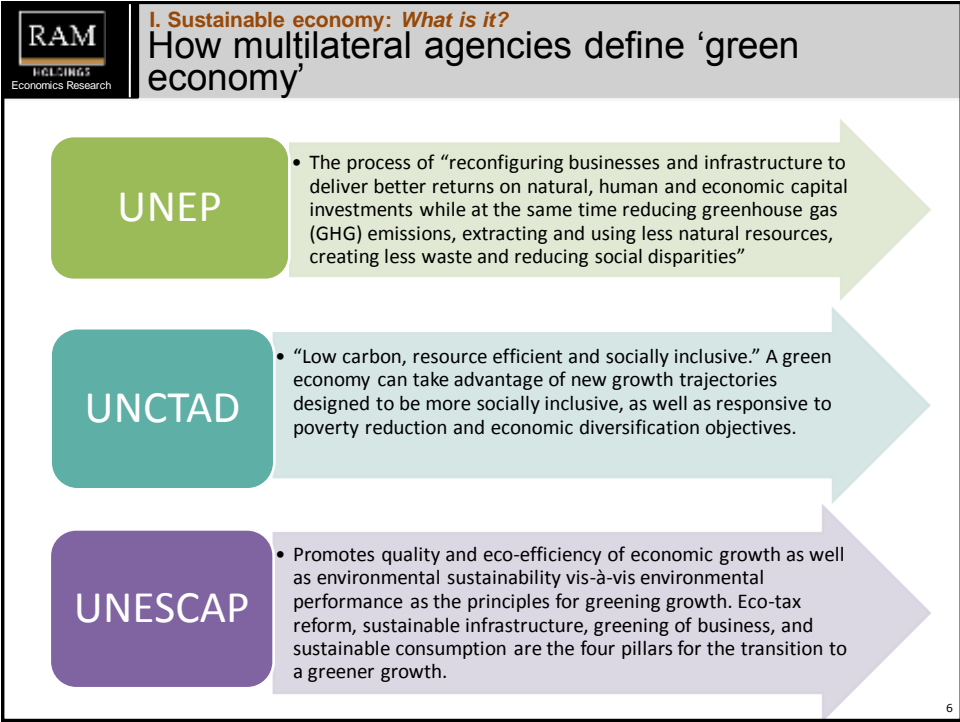 RAM
HOLDINGS
Economics Research
I. Sustainable economy: What is it?
How multilateral agencies define ‘green
economy’
UNEP
• The process of “reconfiguring businesses and infrastructure to
deliver better returns on natural, human and economic capital
investments while at the same time reducing greenhouse gas
(GHG) emissions, extracting and using less natural resources,
creating less waste and reducing social disparities”
UNCTAD
• “Low carbon, resource efficient and socially inclusive.” A green
economy can take advantage of new growth trajectories
designed to be more socially inclusive, as well as responsive to
poverty reduction and economic diversification objectives.
UNESCAP
• Promotes quality and eco-efficiency of economic growth as well
as environmental sustainability vis-à-vis environmental
performance as the principles for greening growth. Eco-tax
reform, sustainable infrastructure, greening of business, and
sustainable consumption are the four pillars for the transition to
a greener growth.
6